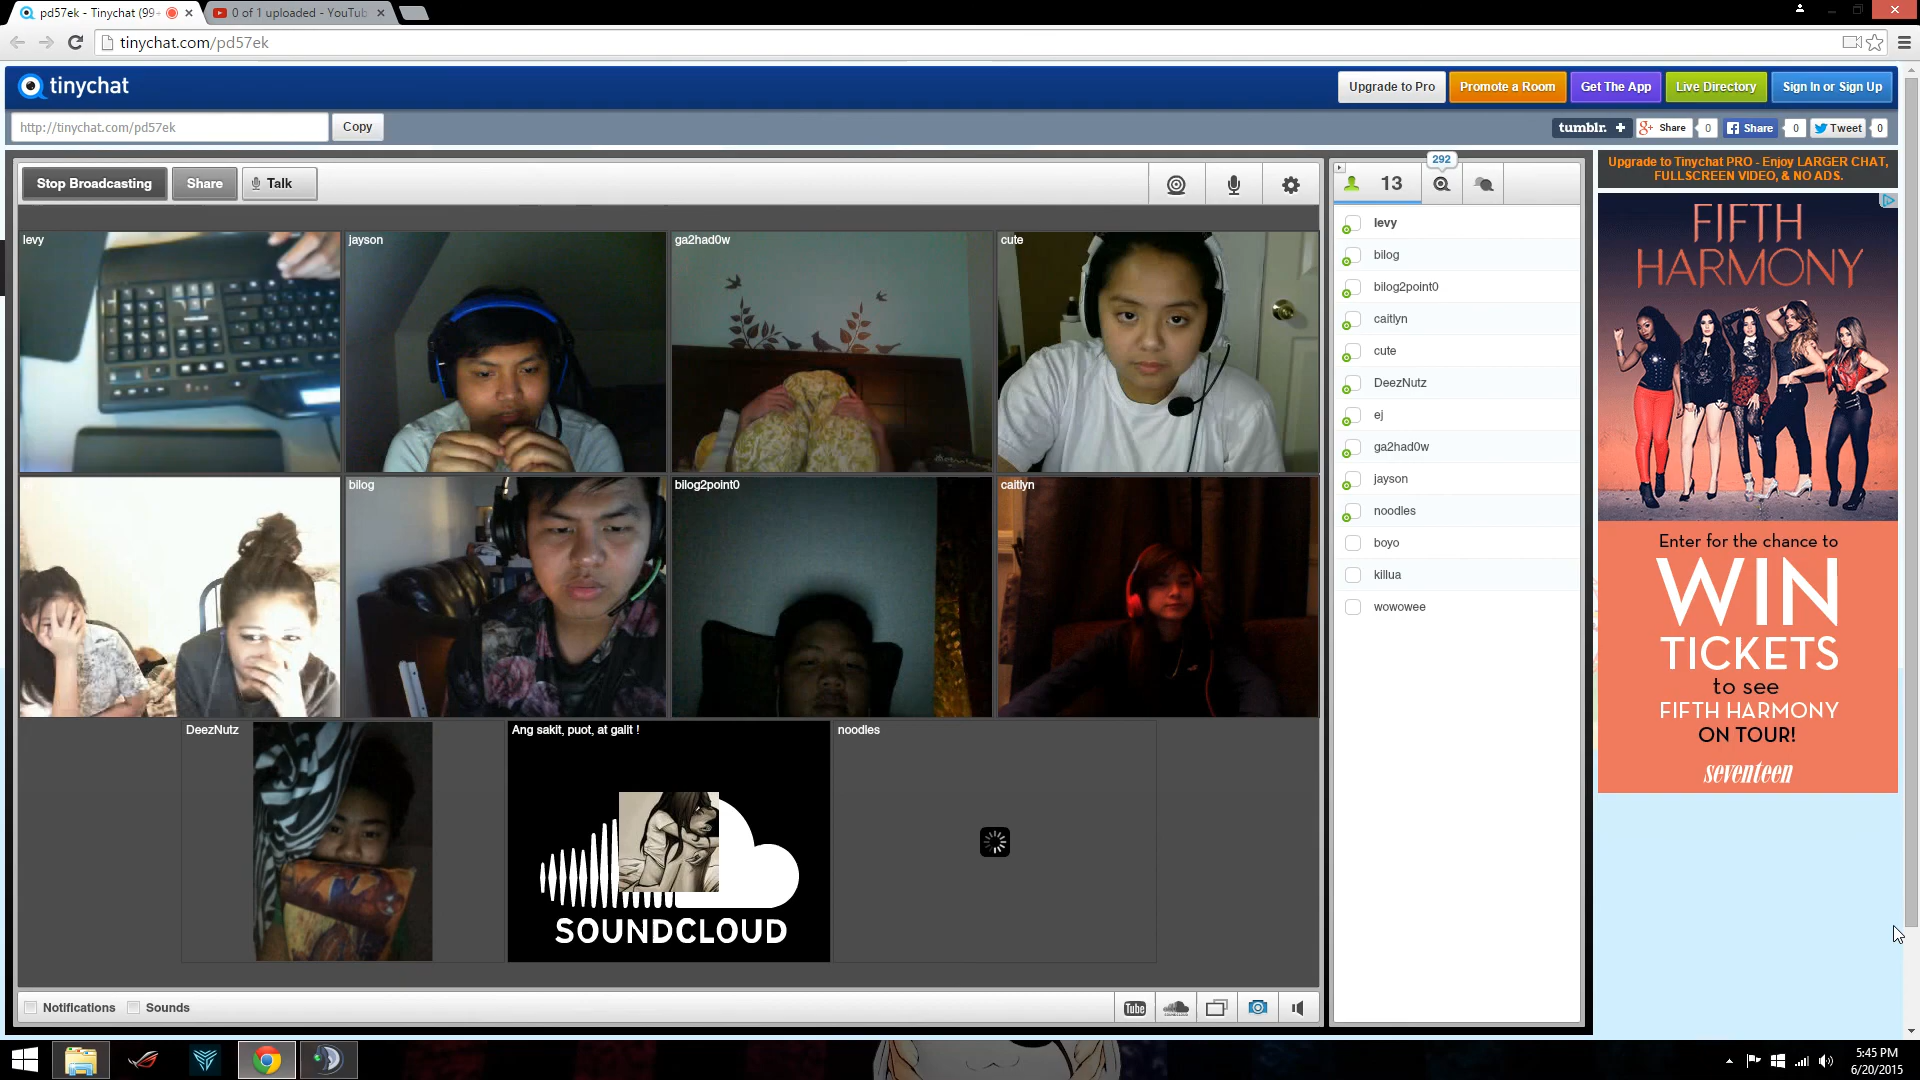 pd57ek - Tinychat (99+
0 of 1 uploaded - YouTub
tinychat.com/pd57ek
tinychat
Upgrade to Pro
Promote a Room
Get The App
Live Directory
Sign In or Sign Up
http://tinychat.com/pd57ek
Copy
tumblr. +
Share
0
Share
0
Tweet
0
Stop Broadcasting
Share
Talk
13
292
levy
jayson
ga2had0w
cute
bilog
bilog2point0
caitlyn
DeezNutz
Ang sakit, puot, at galit !
SOUNDCLOUD
noodles
levy
bilog
bilog2point0
caitlyn
cute
DeezNutz
ej
ga2had0w
jayson
noodles
boyo
killua
wowowee
Upgrade to Tinychat PRO - Enjoy LARGER CHAT,
FULLSCREEN VIDEO, & NO ADS.
FIFTH
HARMONY
Enter for the chance to
WIN
TICKETS
to see
FIFTH HARMONY
ON TOUR!
seventeen
Notifications
Sounds
Tube
5:45 PM
6/20/2015